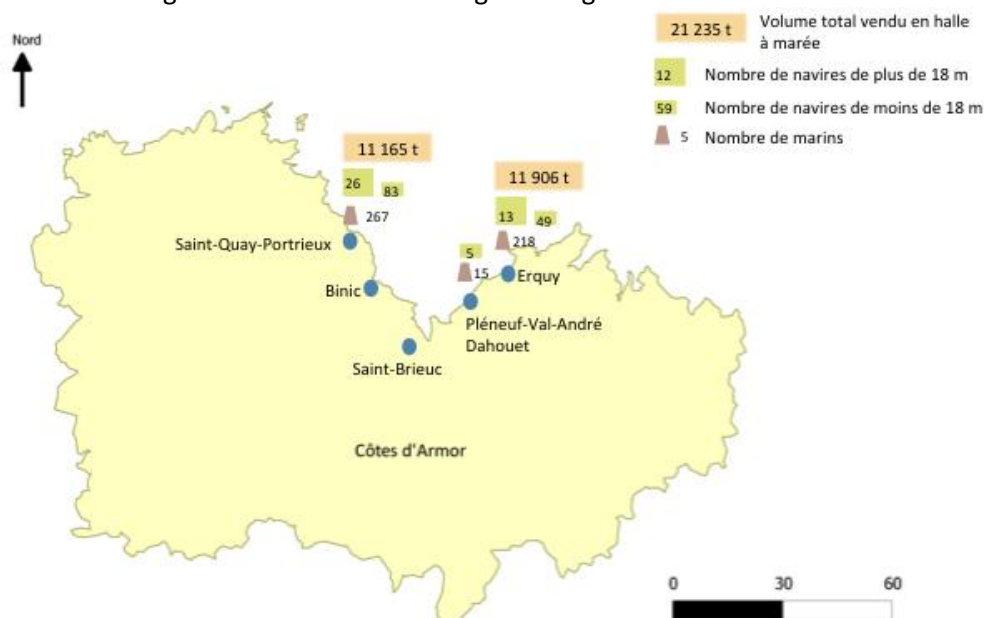 Nord
21 235 t
Volume total vendu en halle
à marée
12
Nombre de navires de plus de 18 m
59
Nombre de navires de moins de 18 m
5
Nombre de marins
11 165 t
26
83
267
11 906 t
13
49
218
5
15
Saint-Quay-Portrieux
Erquy
Binic
Pléneuf-Val-André
Dahouet
Saint-Brieuc
Côtes d'Armor
0
30
60